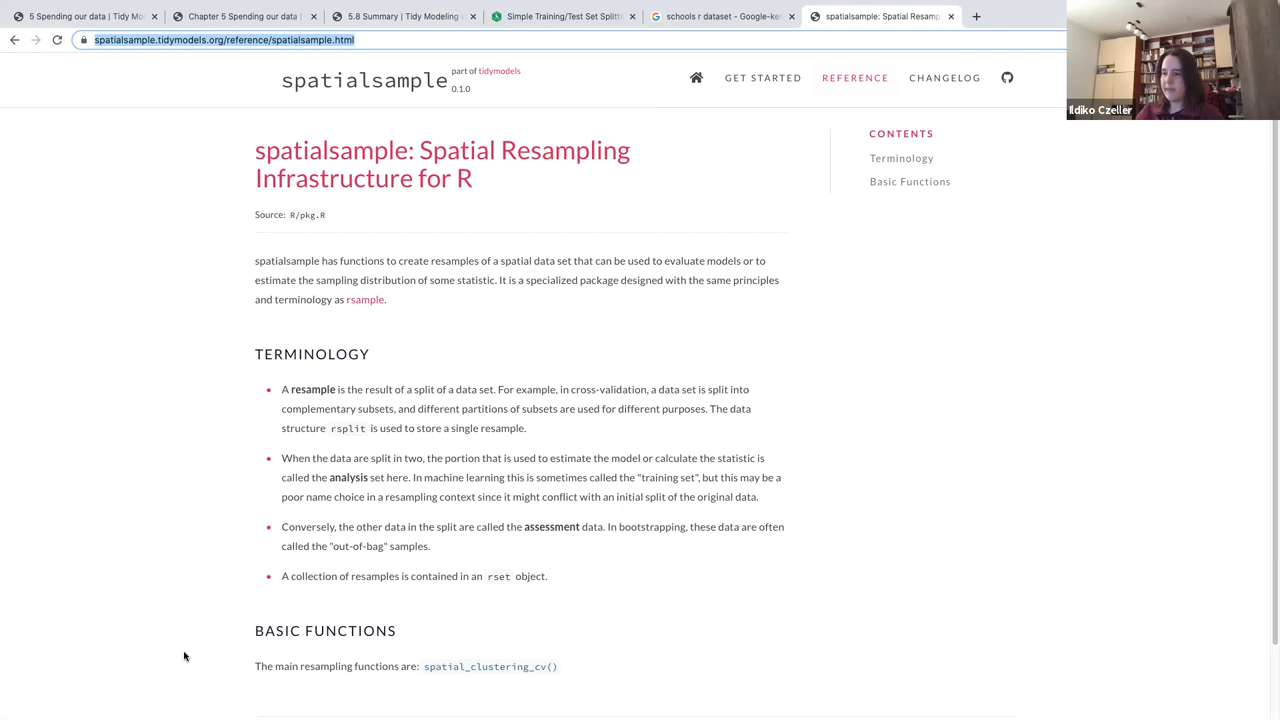 5 Spending our data | Tidy Mo
Chapter 5 Spending our data |
5.8 Summary | Tidy Modeling
Simple Training/Test Set Splitti
schools r dataset - Google-ke
spatialsample: Spatial Resamp
spatialsample.tidymodels.org/reference/spatialsample.html
spatialsample
part of tidymodels
0.1.0
GET STARTED
REFERENCE
CHANGELOG
Ildiko Czeller
spatialsample: Spatial Resampling
Infrastructure for R
Source: R/pkg.R
spatialsample has functions to create resamples of a spatial data set that can be used to evaluate models or to
estimate the sampling distribution of some statistic. It is a specialized package designed with the same principles
and terminology as rsample.
TERMINOLOGY
• A resample is the result of a split of a data set. For example, in cross-validation, a data set is split into
complementary subsets, and different partitions of subsets are used for different purposes. The data
structure rsplit is used to store a single resample.
• When the data are split in two, the portion that is used to estimate the model or calculate the statistic is
called the analysis set here. In machine learning this is sometimes called the "training set", but this may be a
poor name choice in a resampling context since it might conflict with an initial split of the original data.
• Conversely, the other data in the split are called the assessment data. In bootstrapping, these data are often
called the "out-of-bag" samples.
• A collection of resamples is contained in an rset object.
BASIC FUNCTIONS
The main resampling functions are: spatial_clustering_cv()
CONTENTS
Terminology
Basic Functions